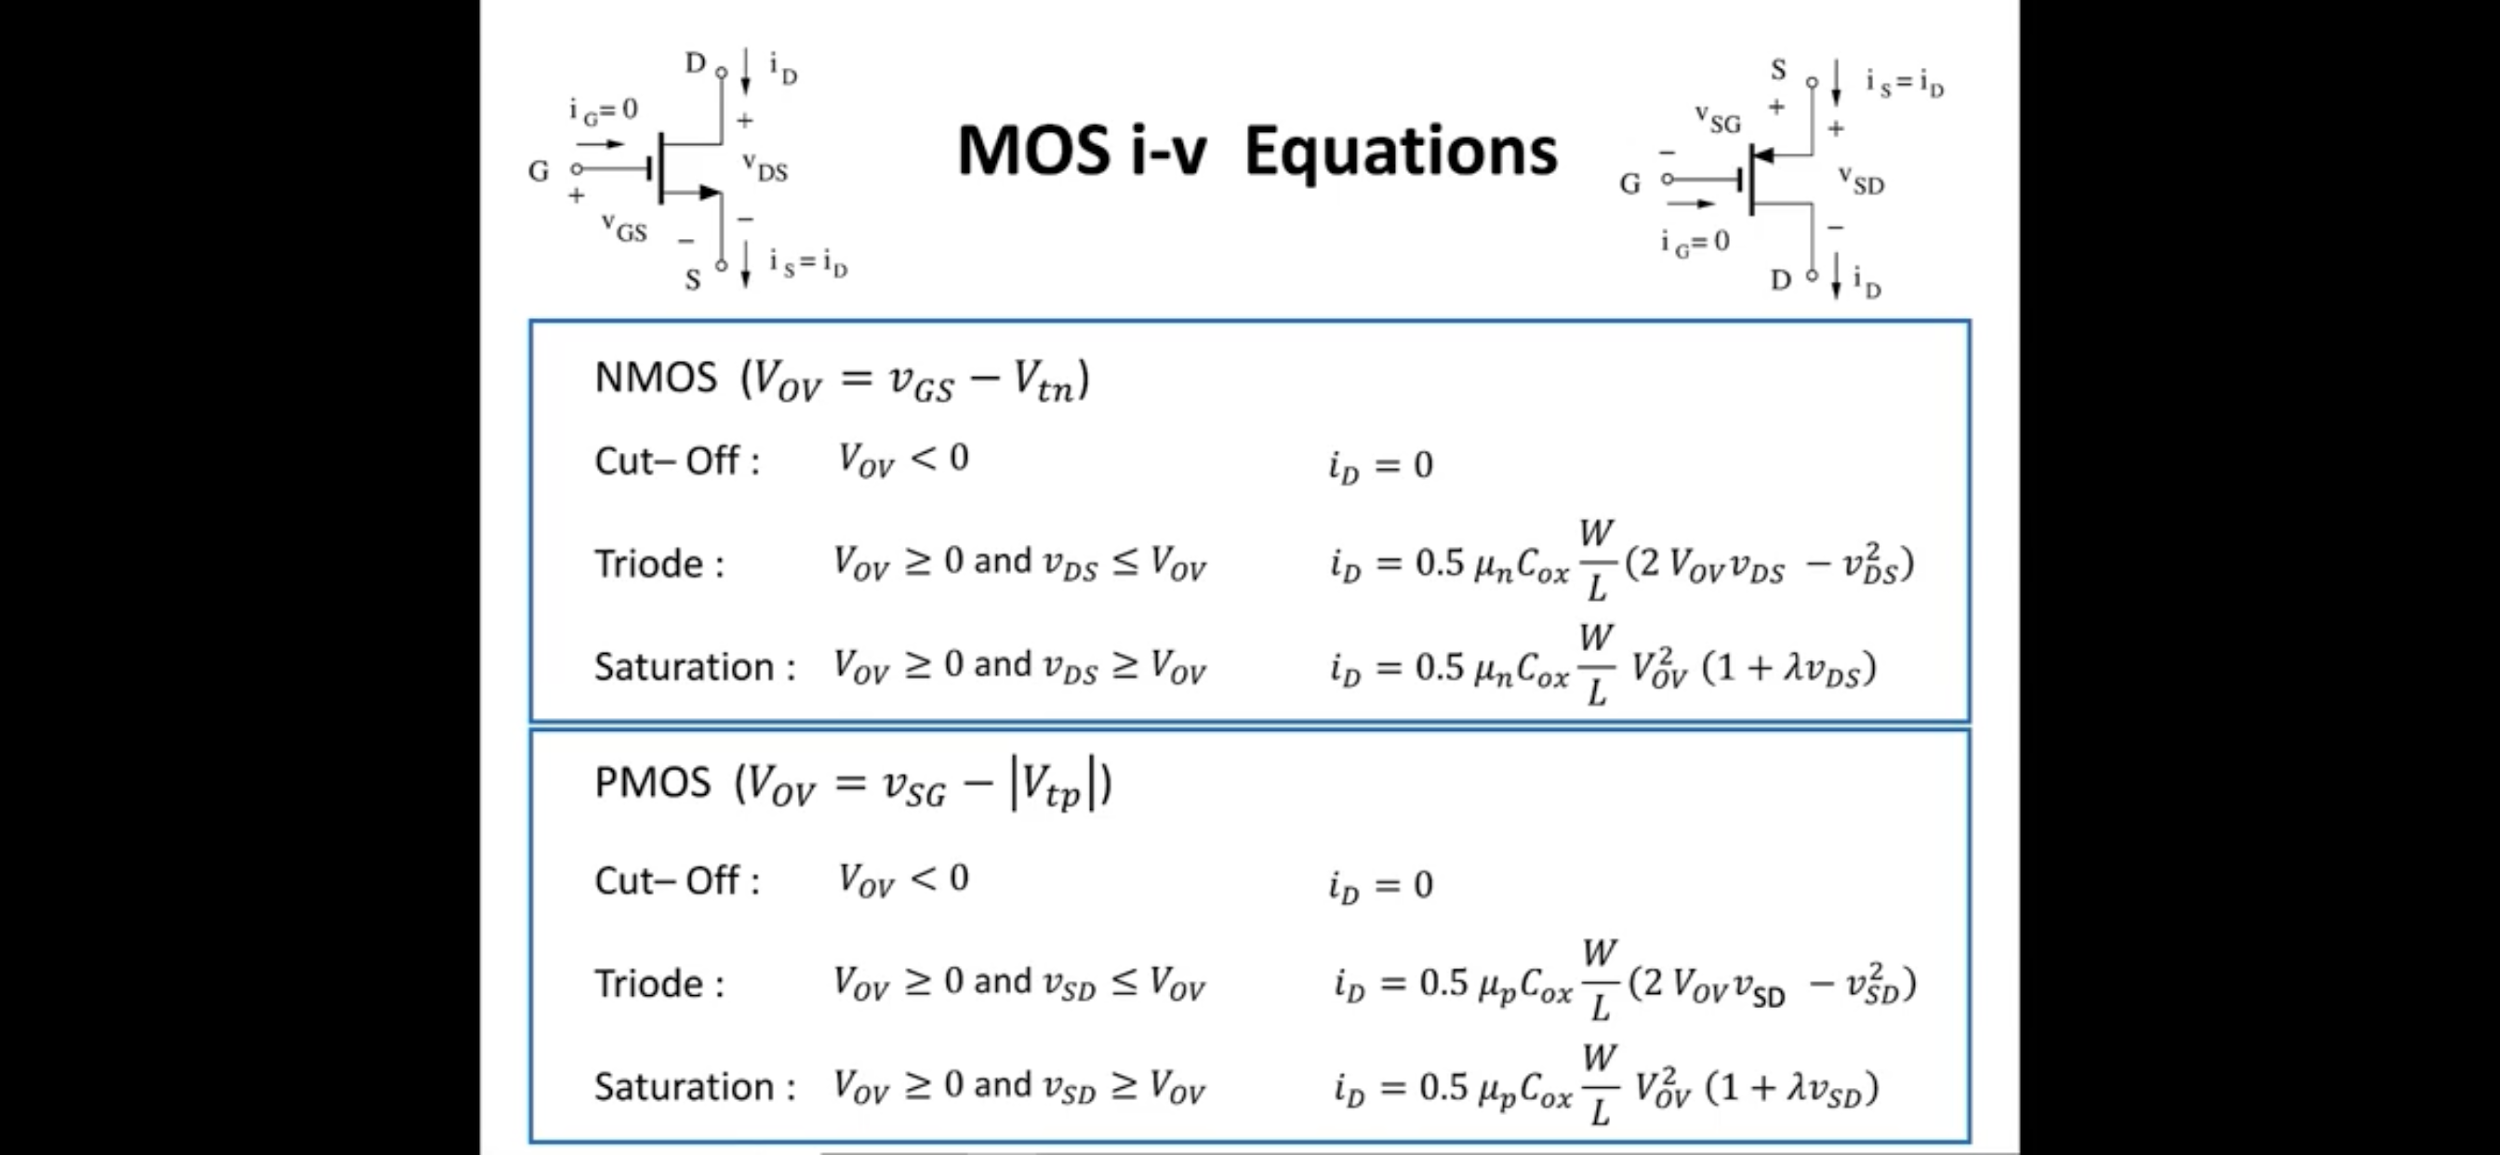 MOS i-v Equations
D
i_D
i_G=0
+
G
v_DS
+
v_GS
−
−
S
i_S=i_D
S
i_S=i_D
+
v_SG
+
−
G
v_SD
−
i_G=0
D
i_D
NMOS (V_OV = v_GS − V_tn)
Cut– Off : V_OV < 0 i_D = 0
Triode : V_OV ≥ 0 and v_DS ≤ V_OV i_D = 0.5 μ_n C_ox W/L (2 V_OV v_DS − v_DS^2)
Saturation : V_OV ≥ 0 and v_DS ≥ V_OV i_D = 0.5 μ_n C_ox W/L V_OV^2 (1 + λv_DS)
PMOS (V_OV = v_SG − |V_tp|)
Cut– Off : V_OV < 0 i_D = 0
Triode : V_OV ≥ 0 and v_SD ≤ V_OV i_D = 0.5 μ_p C_ox W/L (2 V_OV v_SD − v_SD^2)
Saturation : V_OV ≥ 0 and v_SD ≥ V_OV i_D = 0.5 μ_p C_ox W/L V_OV^2 (1 + λv_SD)